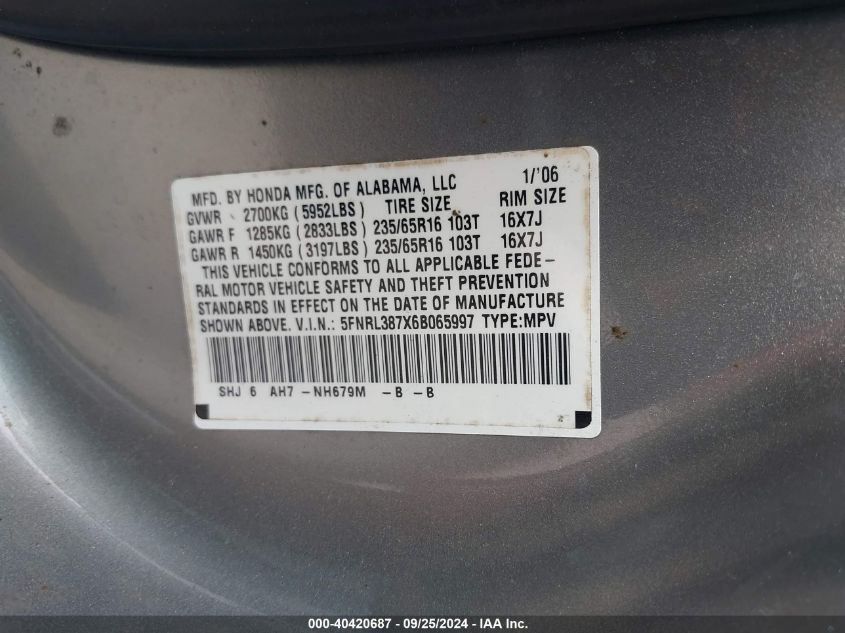 MFD. BY HONDA MFG. OF ALABAMA, LLC 1/'06
GVWR - 2700KG (5952LBS) TIRE SIZE RIM SIZE
GAWR F 1285KG (2833LBS) 235/65R16 103T 16X7J
GAWR R 1450KG (3197LBS) 235/65R16 103T 16X7J
THIS VEHICLE CONFORMS TO ALL APPLICABLE FEDE-
RAL MOTOR VEHICLE SAFETY AND THEFT PREVENTION
STANDARDS IN EFFECT ON THE DATE OF MANUFACTURE
SHOWN ABOVE. V.I.N.: 5FNRL387X6B065997 TYPE:MPV
SHJ 6 AH7 -NH679M -B -B
000-40420687 - 09/25/2024 - IAA Inc.